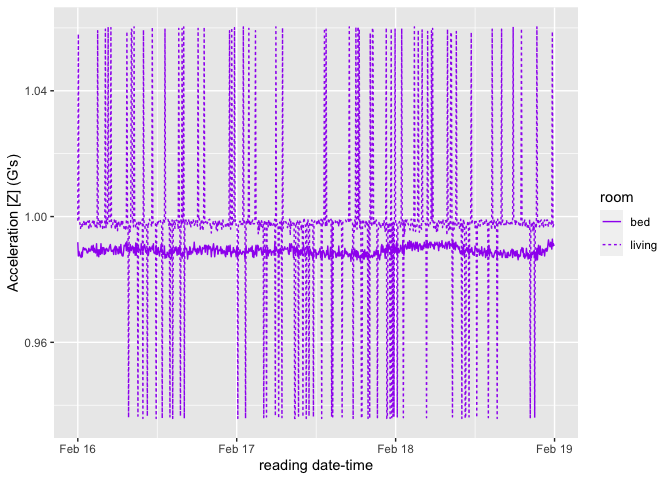 1.04
1.00
0.96
Acceleration [Z] (G's)
Feb 16
Feb 17
Feb 18
Feb 19
reading date-time
room
bed
living